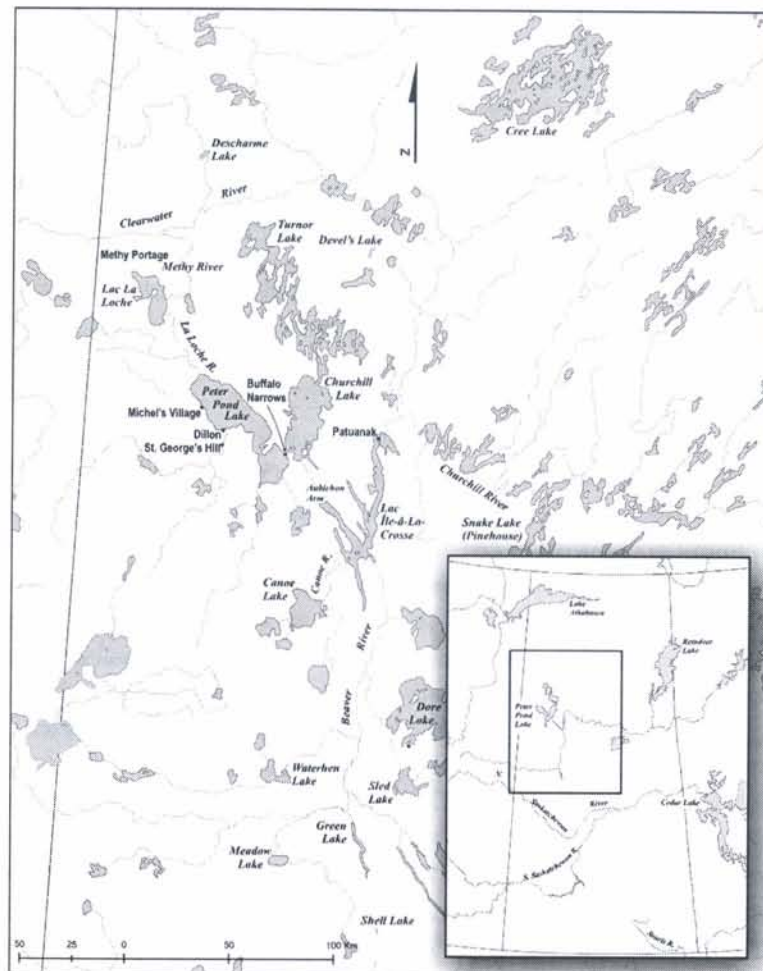 Cree Lake
N
Descharme
Lake
River
Clearwater
Turnor
Lake
Devel's Lake
Methy Portage
Methy River
Lac La
Loche
La Loche R.
Buffalo
Narrows
Churchill
Lake
Peter
Pond
Lake
Michel's Village
Dillon
St. George's Hill
Patuanak
Churchill River
Aubichon
Arm
Lac
Île-à-La-
Crosse
Snake Lake
(Pinehouse)
Canoe R.
Canoe
Lake
River
Beaver
Dore
Lake
Waterhen
Lake
Sled
Lake
Green
Lake
Meadow
Lake
Shell Lake
50 25 0 50 100 Km
Lake
Athabasca
Reindeer
Lake
Peter
Pond
Lake
N.
Saskatchewan
River
Cedar Lake
S. Saskatchewan R.
Souris R.